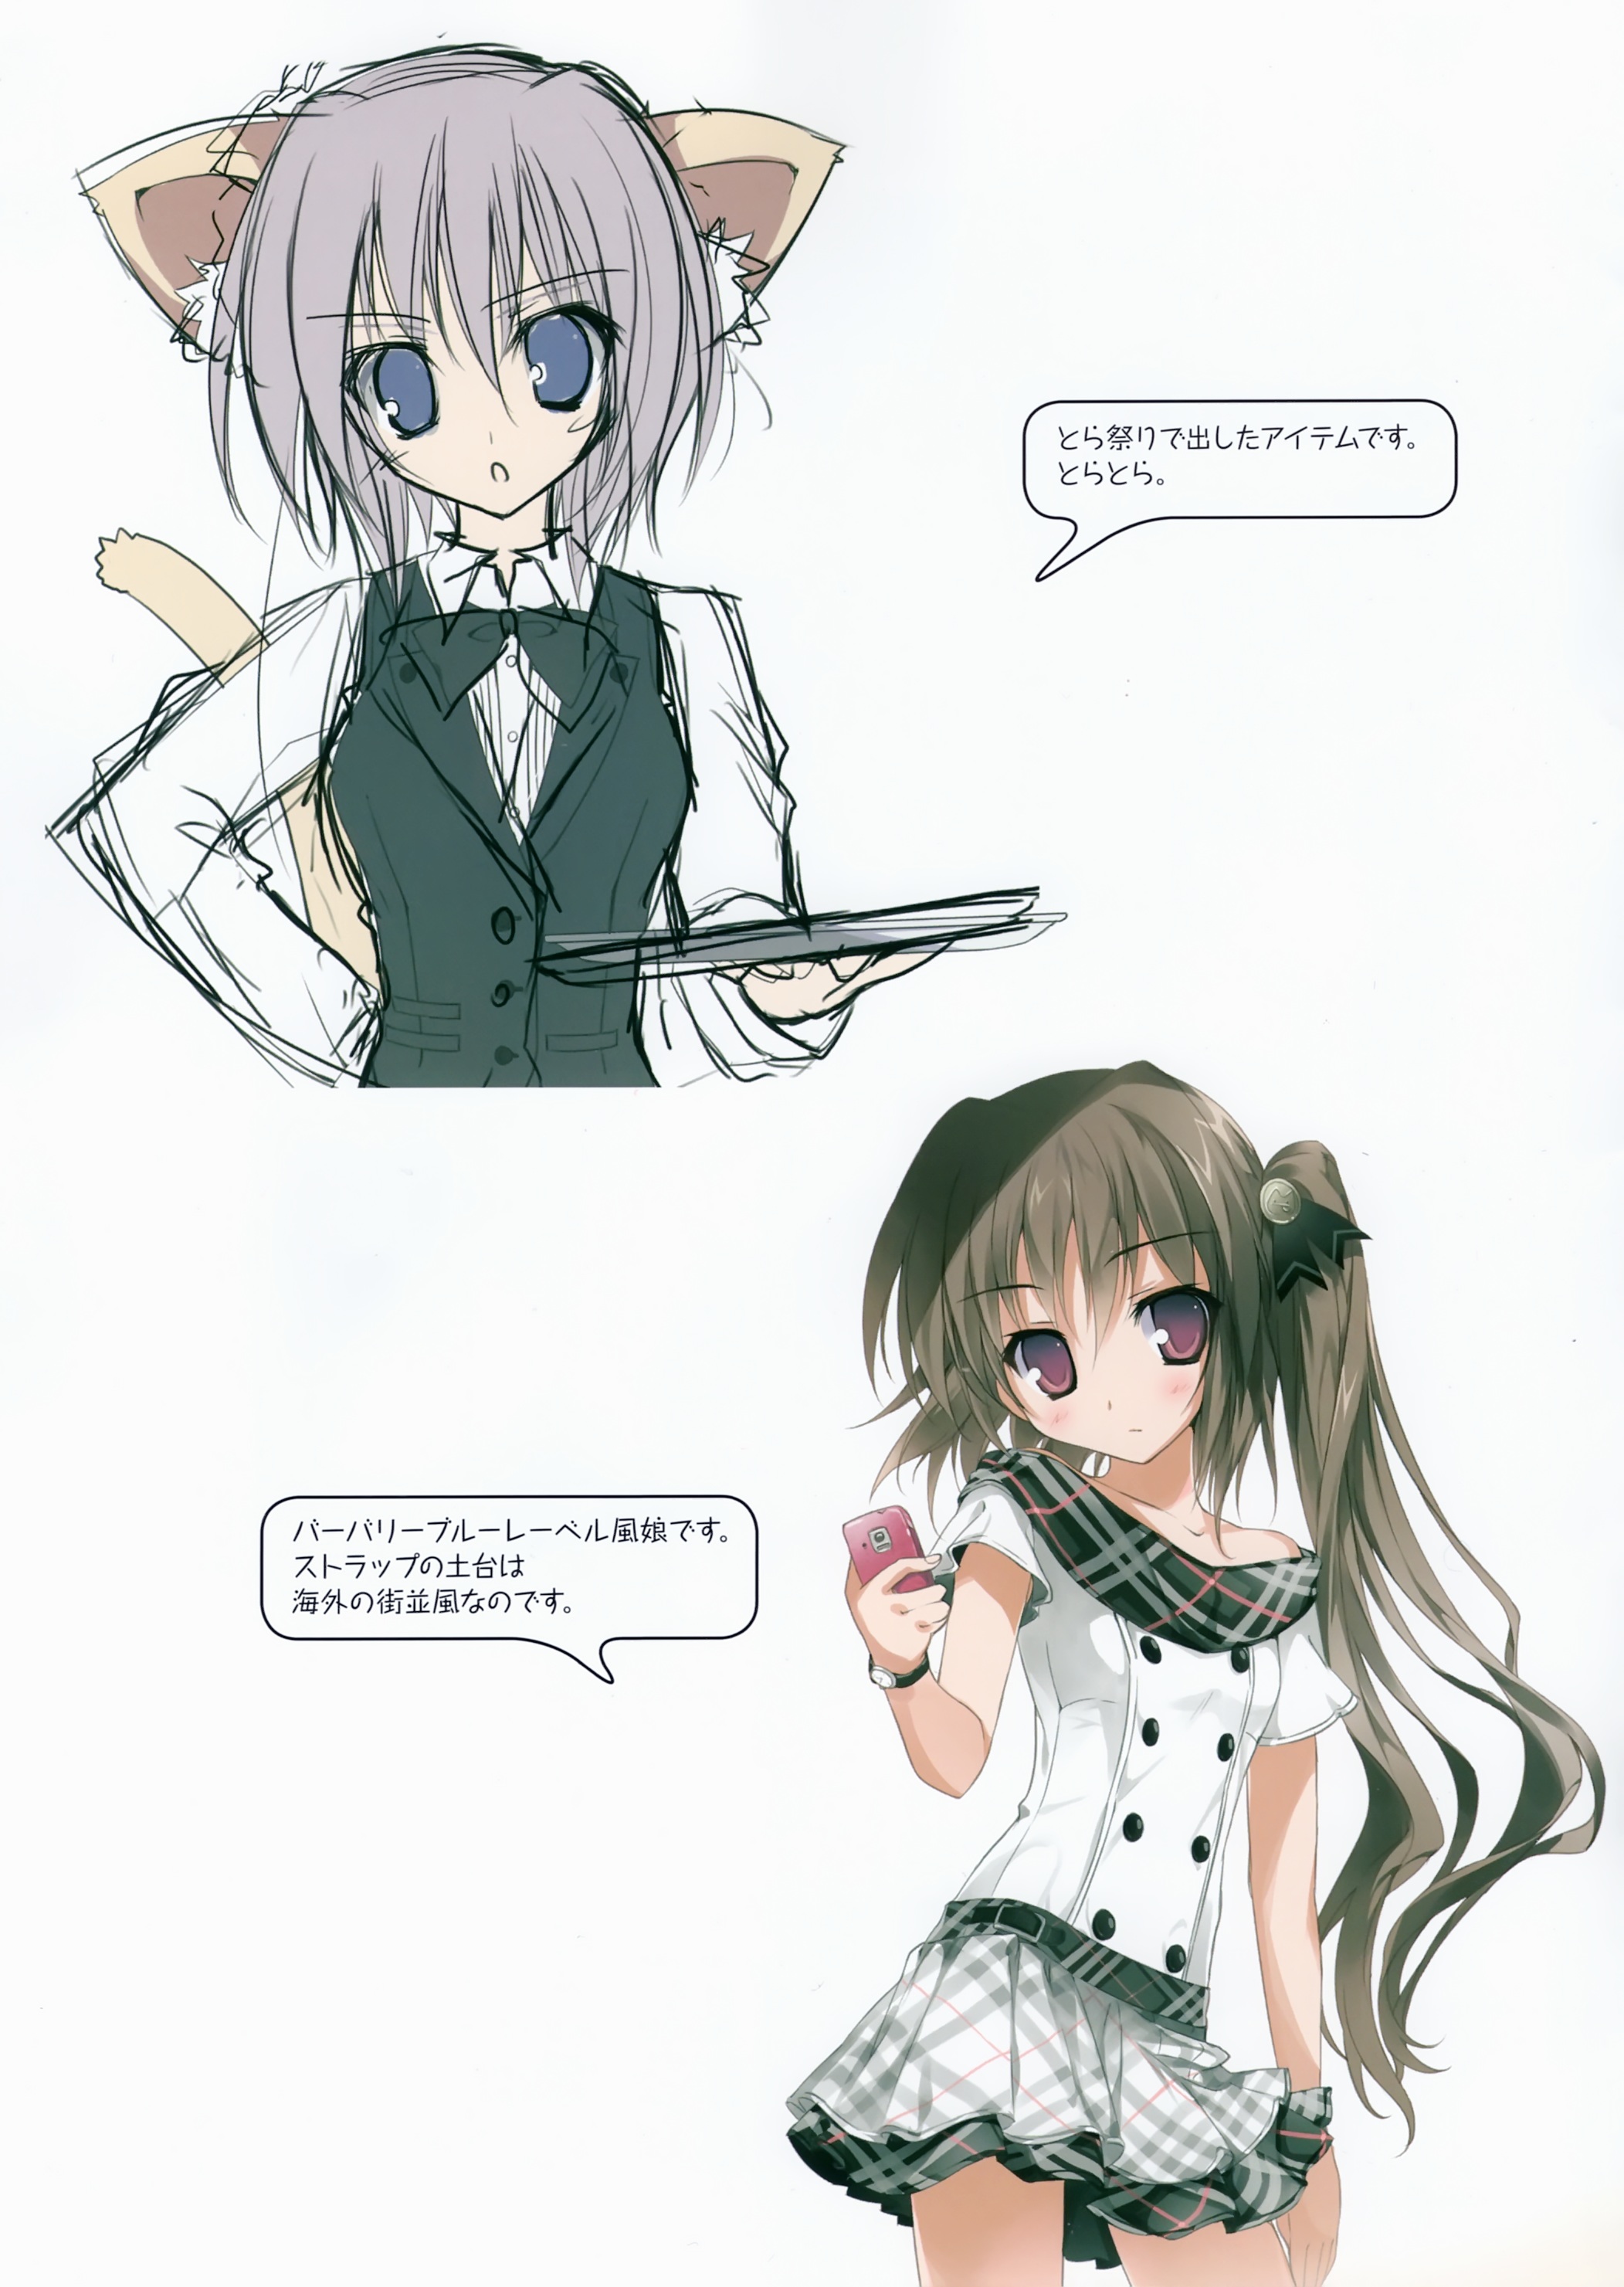 とら祭りで出したアイテムです。
とらとら。
バーバリーブルーレーベル風娘です。
ストラップの土台は
海外の街並風なのです。